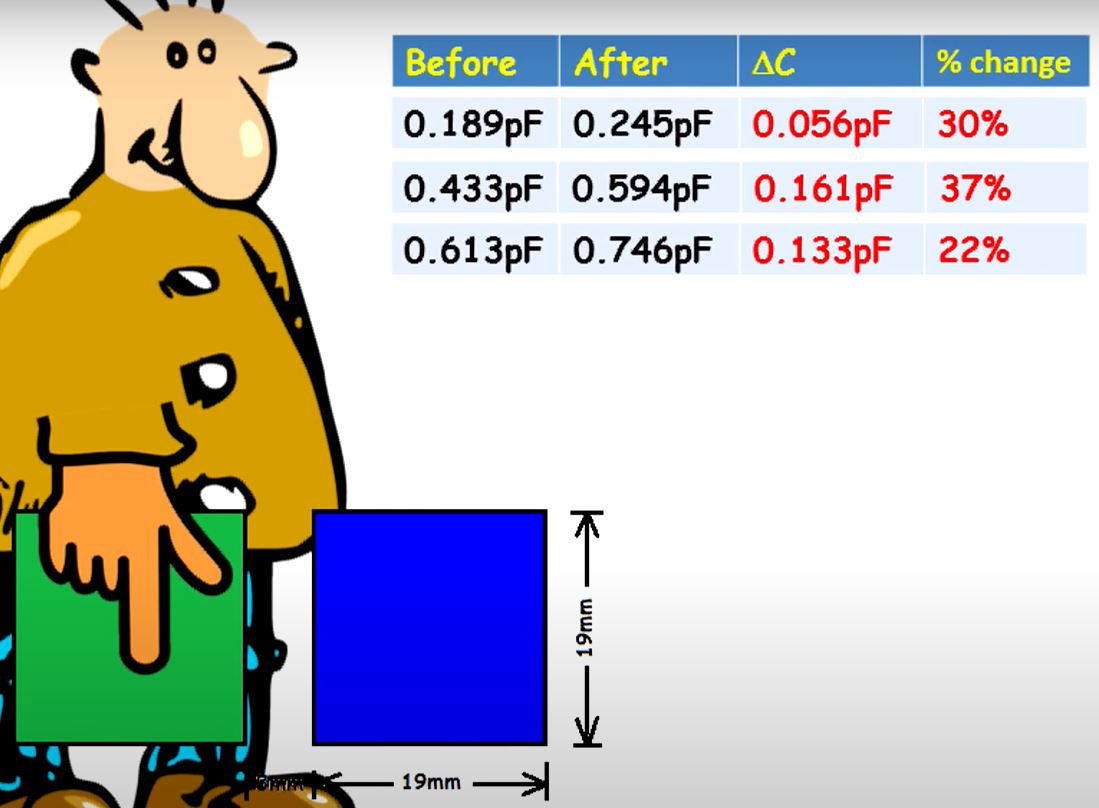 Before After ΔC % change
0.189pF 0.245pF 0.056pF 30%
0.433pF 0.594pF 0.161pF 37%
0.613pF 0.746pF 0.133pF 22%
19mm
19mm